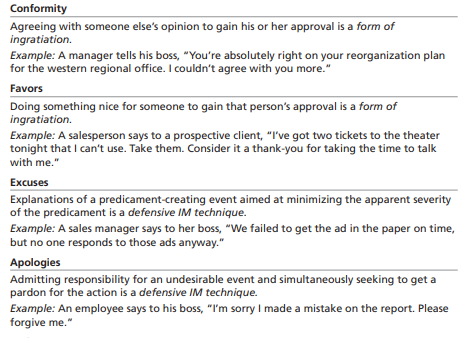 Conformity
Agreeing with someone else's opinion to gain his or her approval is a form of
ingratiation.
Example: A manager tells his boss, "You're absolutely right on your reorganization plan
for the western regional office. I couldn't agree with you more."
Favors
Doing something nice for someone to gain that person's approval is a form of
ingratiation.
Example: A salesperson says to a prospective client, "I've got two tickets to the theater
tonight that I can't use. Take them. Consider it a thank-you for taking the time to talk
with me."
Excuses
Explanations of a predicament-creating event aimed at minimizing the apparent severity
of the predicament is a defensive IM technique.
Example: A sales manager says to her boss, "We failed to get the ad in the paper on time,
but no one responds to those ads anyway."
Apologies
Admitting responsibility for an undesirable event and simultaneously seeking to get a
pardon for the action is a defensive IM technique.
Example: An employee says to his boss, "I'm sorry I made a mistake on the report. Please
forgive me."